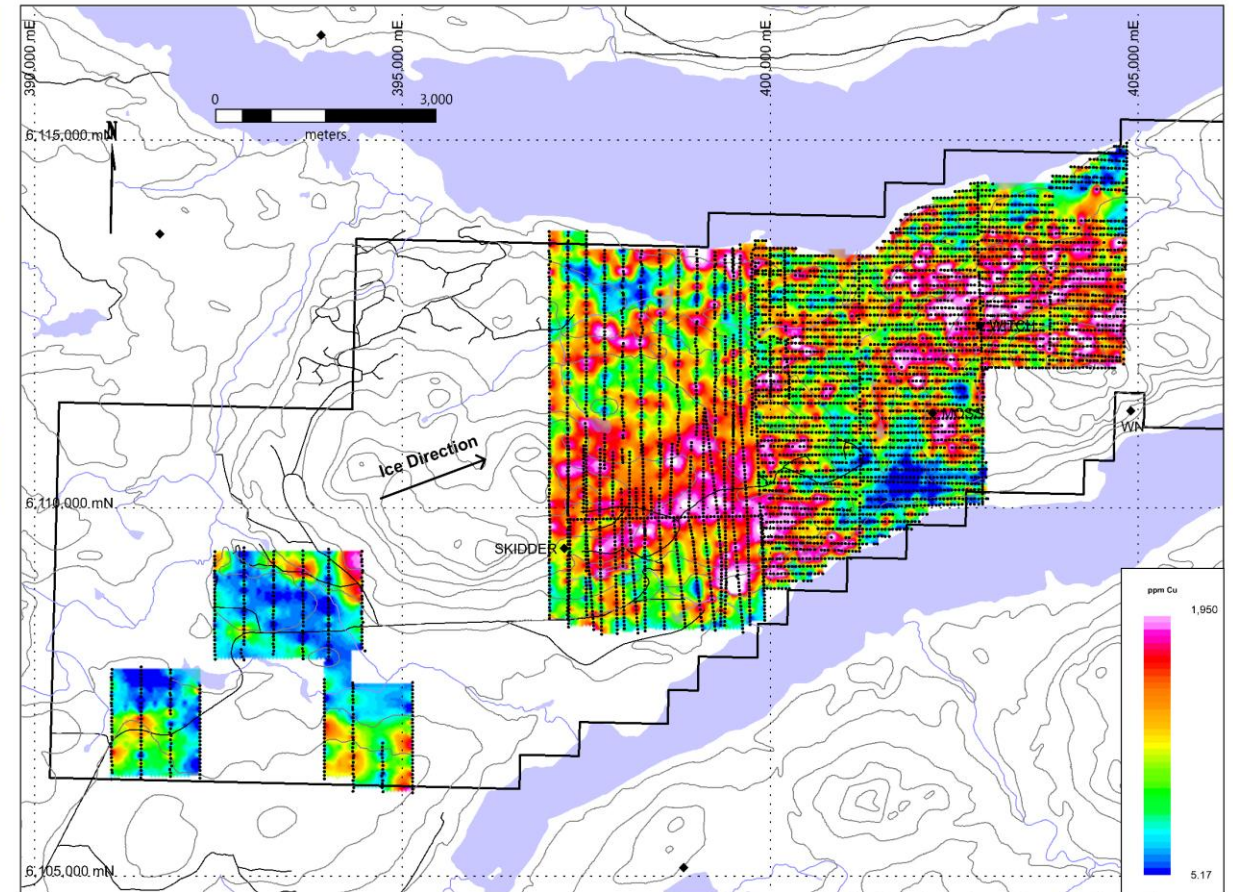 390,000 mE
395,000 mE
400,000 mE
405,000 mE
0 3,000
meters
6,115,000 mN
N
WITCH
MOSS
WN
Ice Direction
6,110,000 mN
SKIDDER
ppm Cu
1,950
5.17
6,105,000 mN